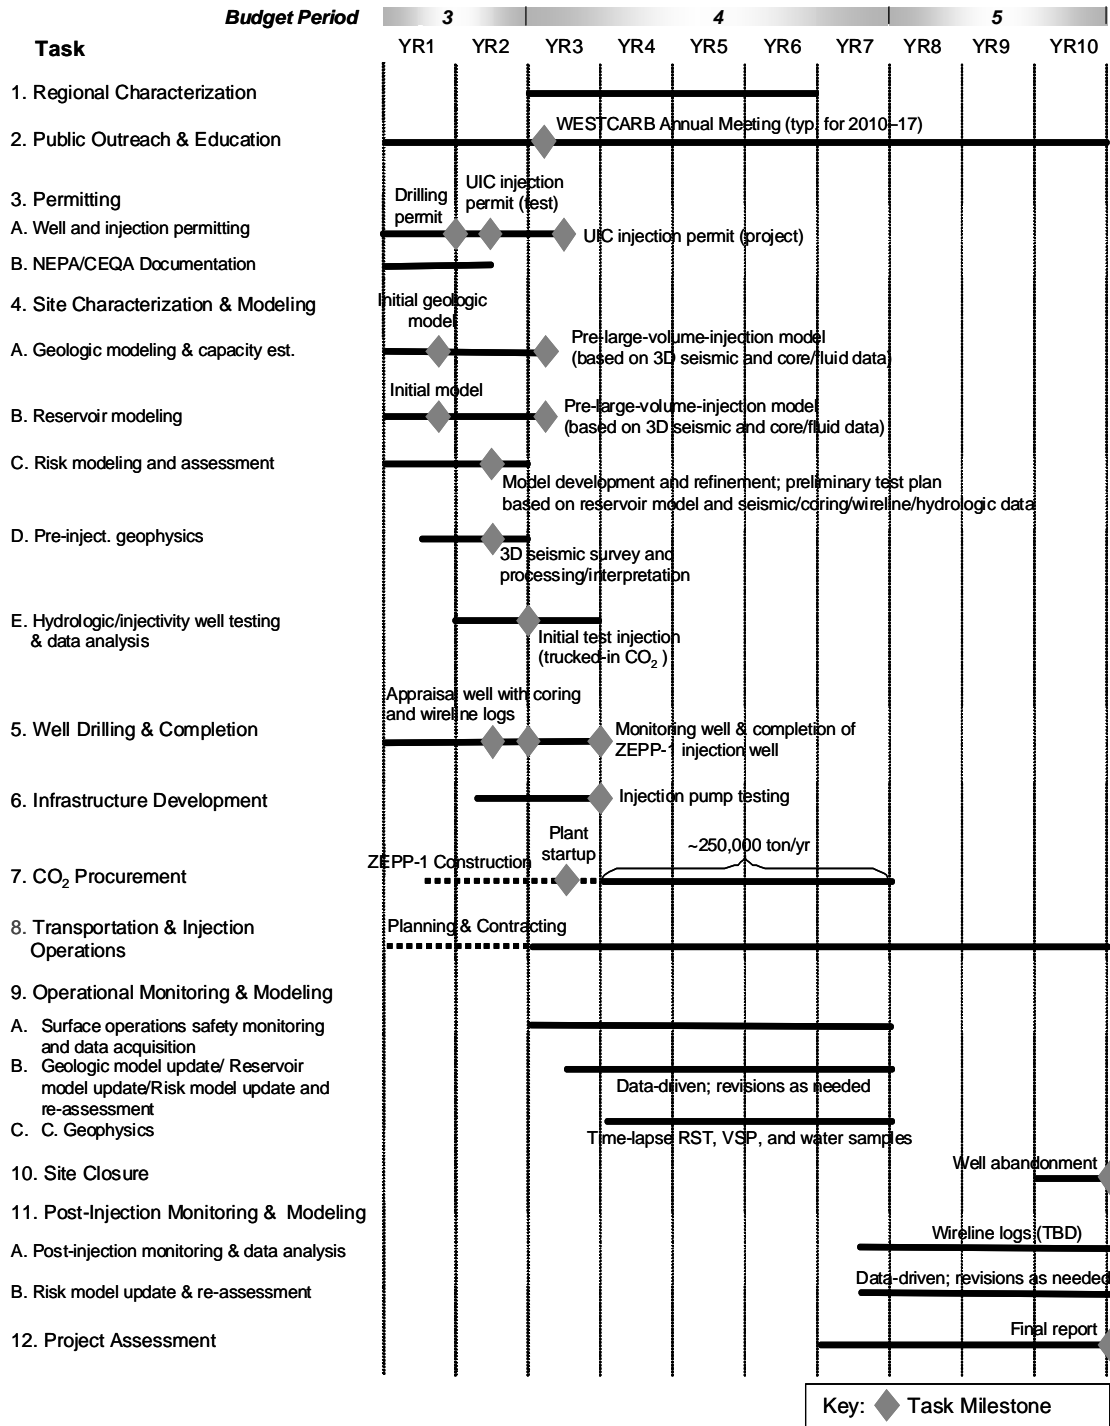 Budget Period 3 4 5
Task YR1 YR2 YR3 YR4 YR5 YR6 YR7 YR8 YR9 YR10
1. Regional Characterization
WESTCARB Annual Meeting (typ. for 2010–17)
2. Public Outreach & Education
3. Permitting
Drilling
permit
UIC injection
permit (test)
A. Well and injection permitting
UIC injection permit (project)
B. NEPA/CEQA Documentation
4. Site Characterization & Modeling
Initial geologic
model
A. Geologic modeling & capacity est.
Pre-large-volume-injection model
(based on 3D seismic and core/fluid data)
Initial model
B. Reservoir modeling
Pre-large-volume-injection model
(based on 3D seismic and core/fluid data)
C. Risk modeling and assessment
Model development and refinement; preliminary test plan
based on reservoir model and seismic/coring/wireline/hydrologic data
D. Pre-inject. geophysics
3D seismic survey and
processing/interpretation
E. Hydrologic/injectivity well testing
& data analysis
Initial test injection
(trucked-in CO2 )
Appraisal well with coring
and wireline logs
5. Well Drilling & Completion
Monitoring well & completion of
ZEPP-1 injection well
6. Infrastructure Development
Injection pump testing
Plant
startup
~250,000 ton/yr
ZEPP-1 Construction
7. CO2 Procurement
8. Transportation & Injection
Operations
Planning & Contracting
9. Operational Monitoring & Modeling
A. Surface operations safety monitoring
and data acquisition
B. Geologic model update/ Reservoir
model update/Risk model update and
re-assessment
Data-driven; revisions as needed
C. C. Geophysics
Time-lapse RST, VSP, and water samples
10. Site Closure
Well abandonment
11. Post-Injection Monitoring & Modeling
Wireline logs (TBD)
A. Post-injection monitoring & data analysis
Data-driven; revisions as needed
B. Risk model update & re-assessment
12. Project Assessment
Final report
Key: Task Milestone